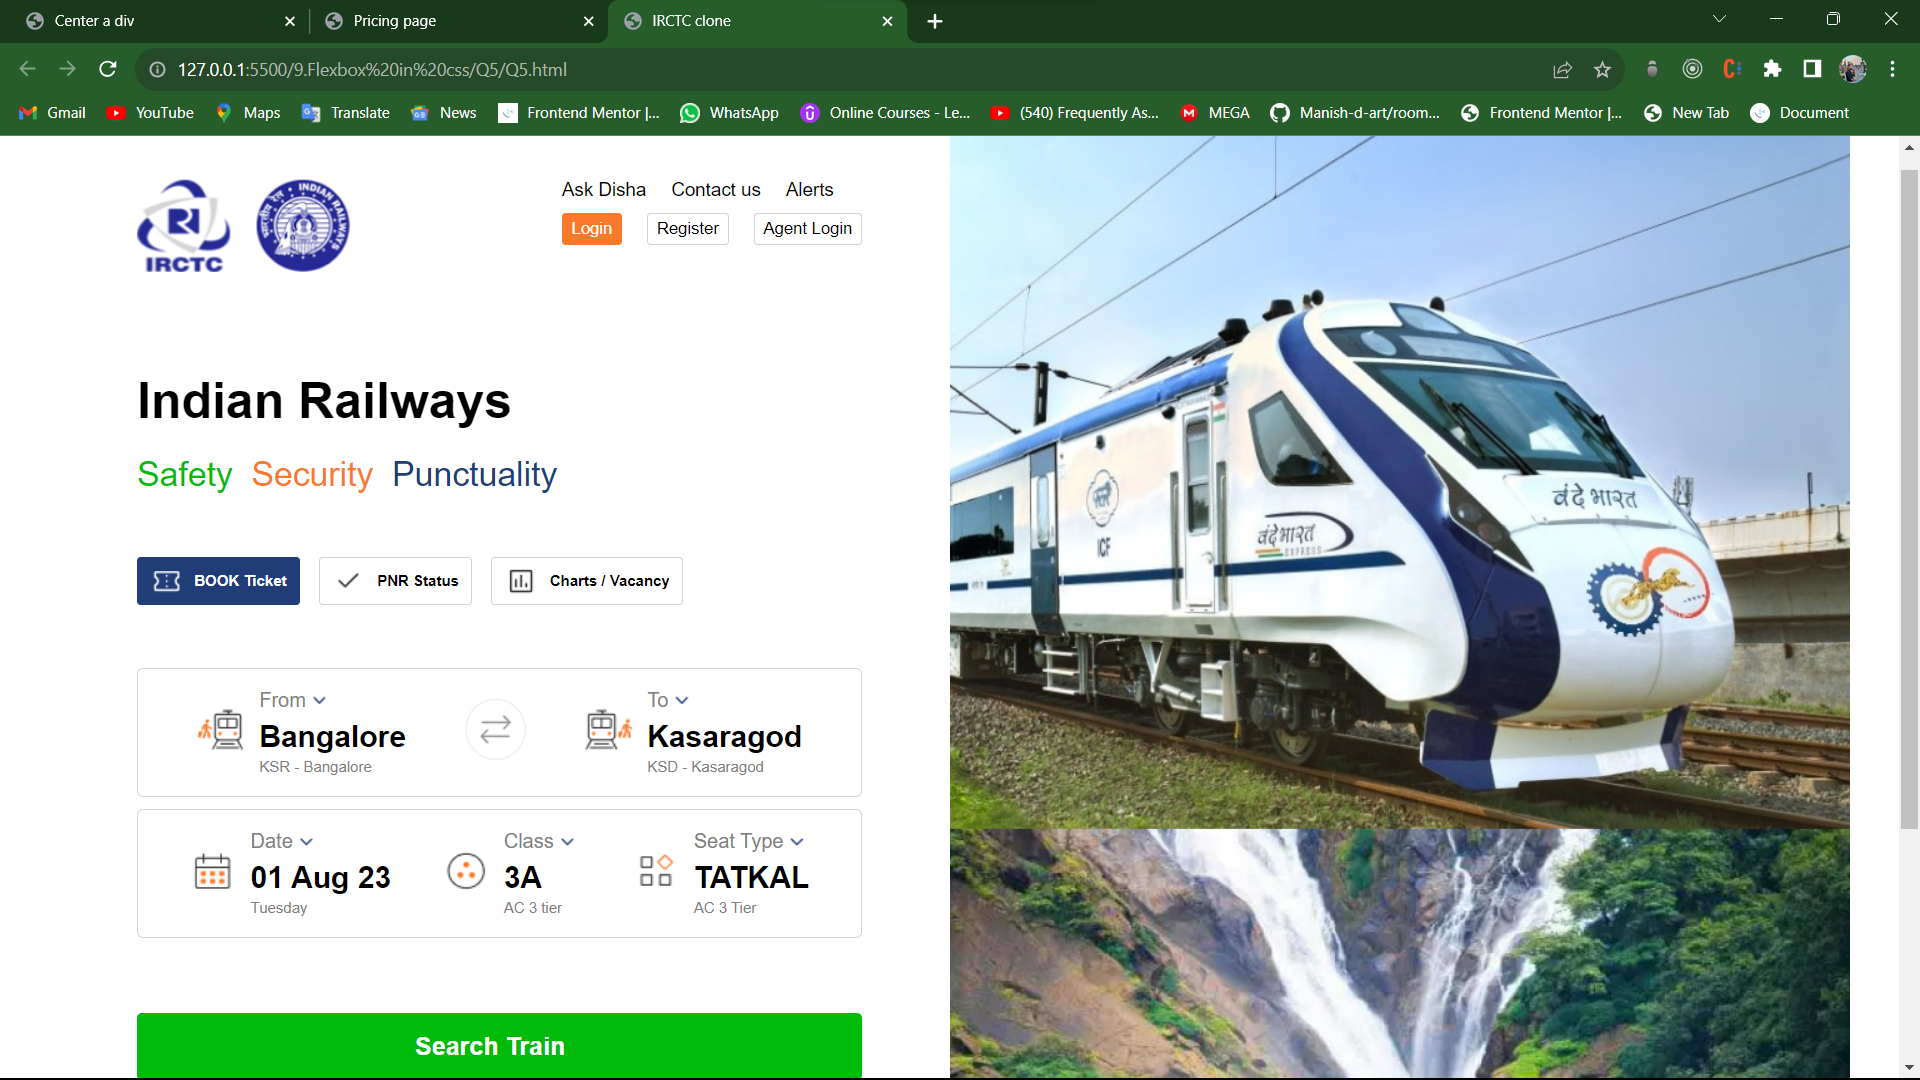 Center a div
Pricing page
IRCTC clone
127.0.0.1:5500/9.Flexbox%20in%20css/Q5/Q5.html
Gmail YouTube Maps Translate News Frontend Mentor |... WhatsApp Online Courses - Le... (540) Frequently As... MEGA Manish-d-art/room... Frontend Mentor |... New Tab Document
IRCTC
INDIAN RAILWAYS
भारतीय रेल
Ask Disha Contact us Alerts
Login Register Agent Login
Indian Railways
Safety Security Punctuality
BOOK Ticket PNR Status Charts / Vacancy
From
Bangalore
KSR - Bangalore
To
Kasaragod
KSD - Kasaragod
Date
01 Aug 23
Tuesday
Class
3A
AC 3 tier
Seat Type
TATKAL
AC 3 Tier
Search Train
ICF
वंदे भारत
EXPRESS
वंदे भारत